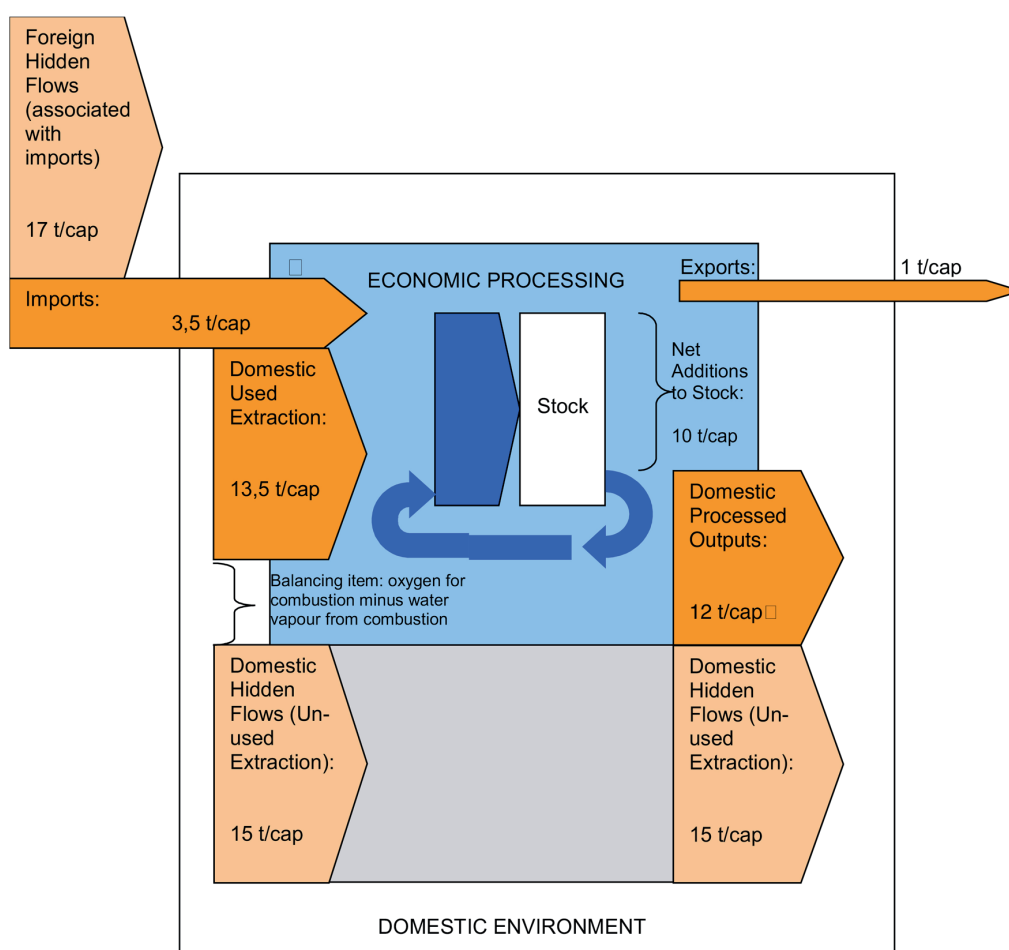 Foreign
Hidden
Flows
(associated
with
imports)
17 t/cap
Imports:
3,5 t/cap
Domestic
Used
Extraction:
13,5 t/cap
Balancing item: oxygen for
combustion minus water
vapour from combustion
Domestic
Hidden
Flows (Un-
used
Extraction):
15 t/cap
ECONOMIC PROCESSING
Stock
Exports:
1 t/cap
Net
Additions
to Stock:
10 t/cap
Domestic
Processed
Outputs:
12 t/cap
Domestic
Hidden
Flows (Un-
used
Extraction):
15 t/cap
DOMESTIC ENVIRONMENT